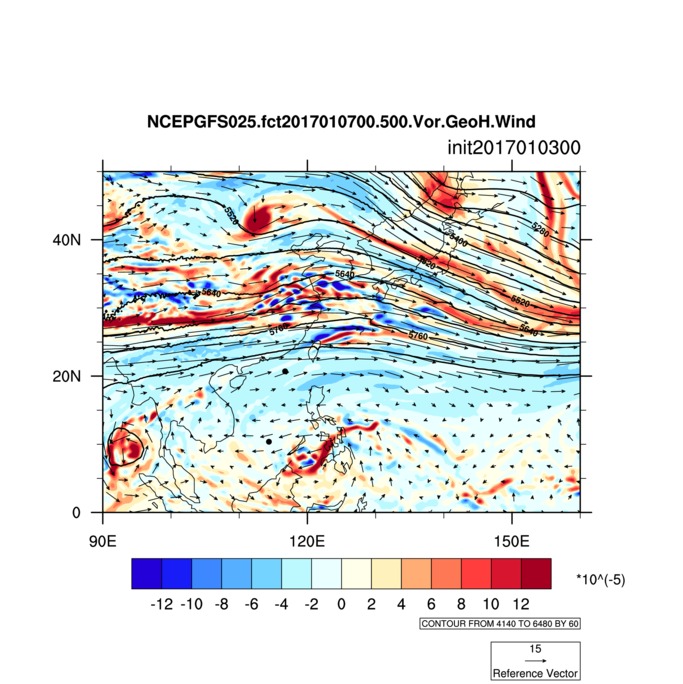 NCEPGFS025.fct2017010700.500.Vor.GeoH.Wind
init2017010300
5520
5280
5400
40N
5520
5640
5640
5520
5700
5640
5760
20N
0
90E 120E 150E
-12 -10 -8 -6 -4 -2 0 2 4 6 8 10 12
*10^(-5)
CONTOUR FROM 4140 TO 6480 BY 60
15
Reference Vector